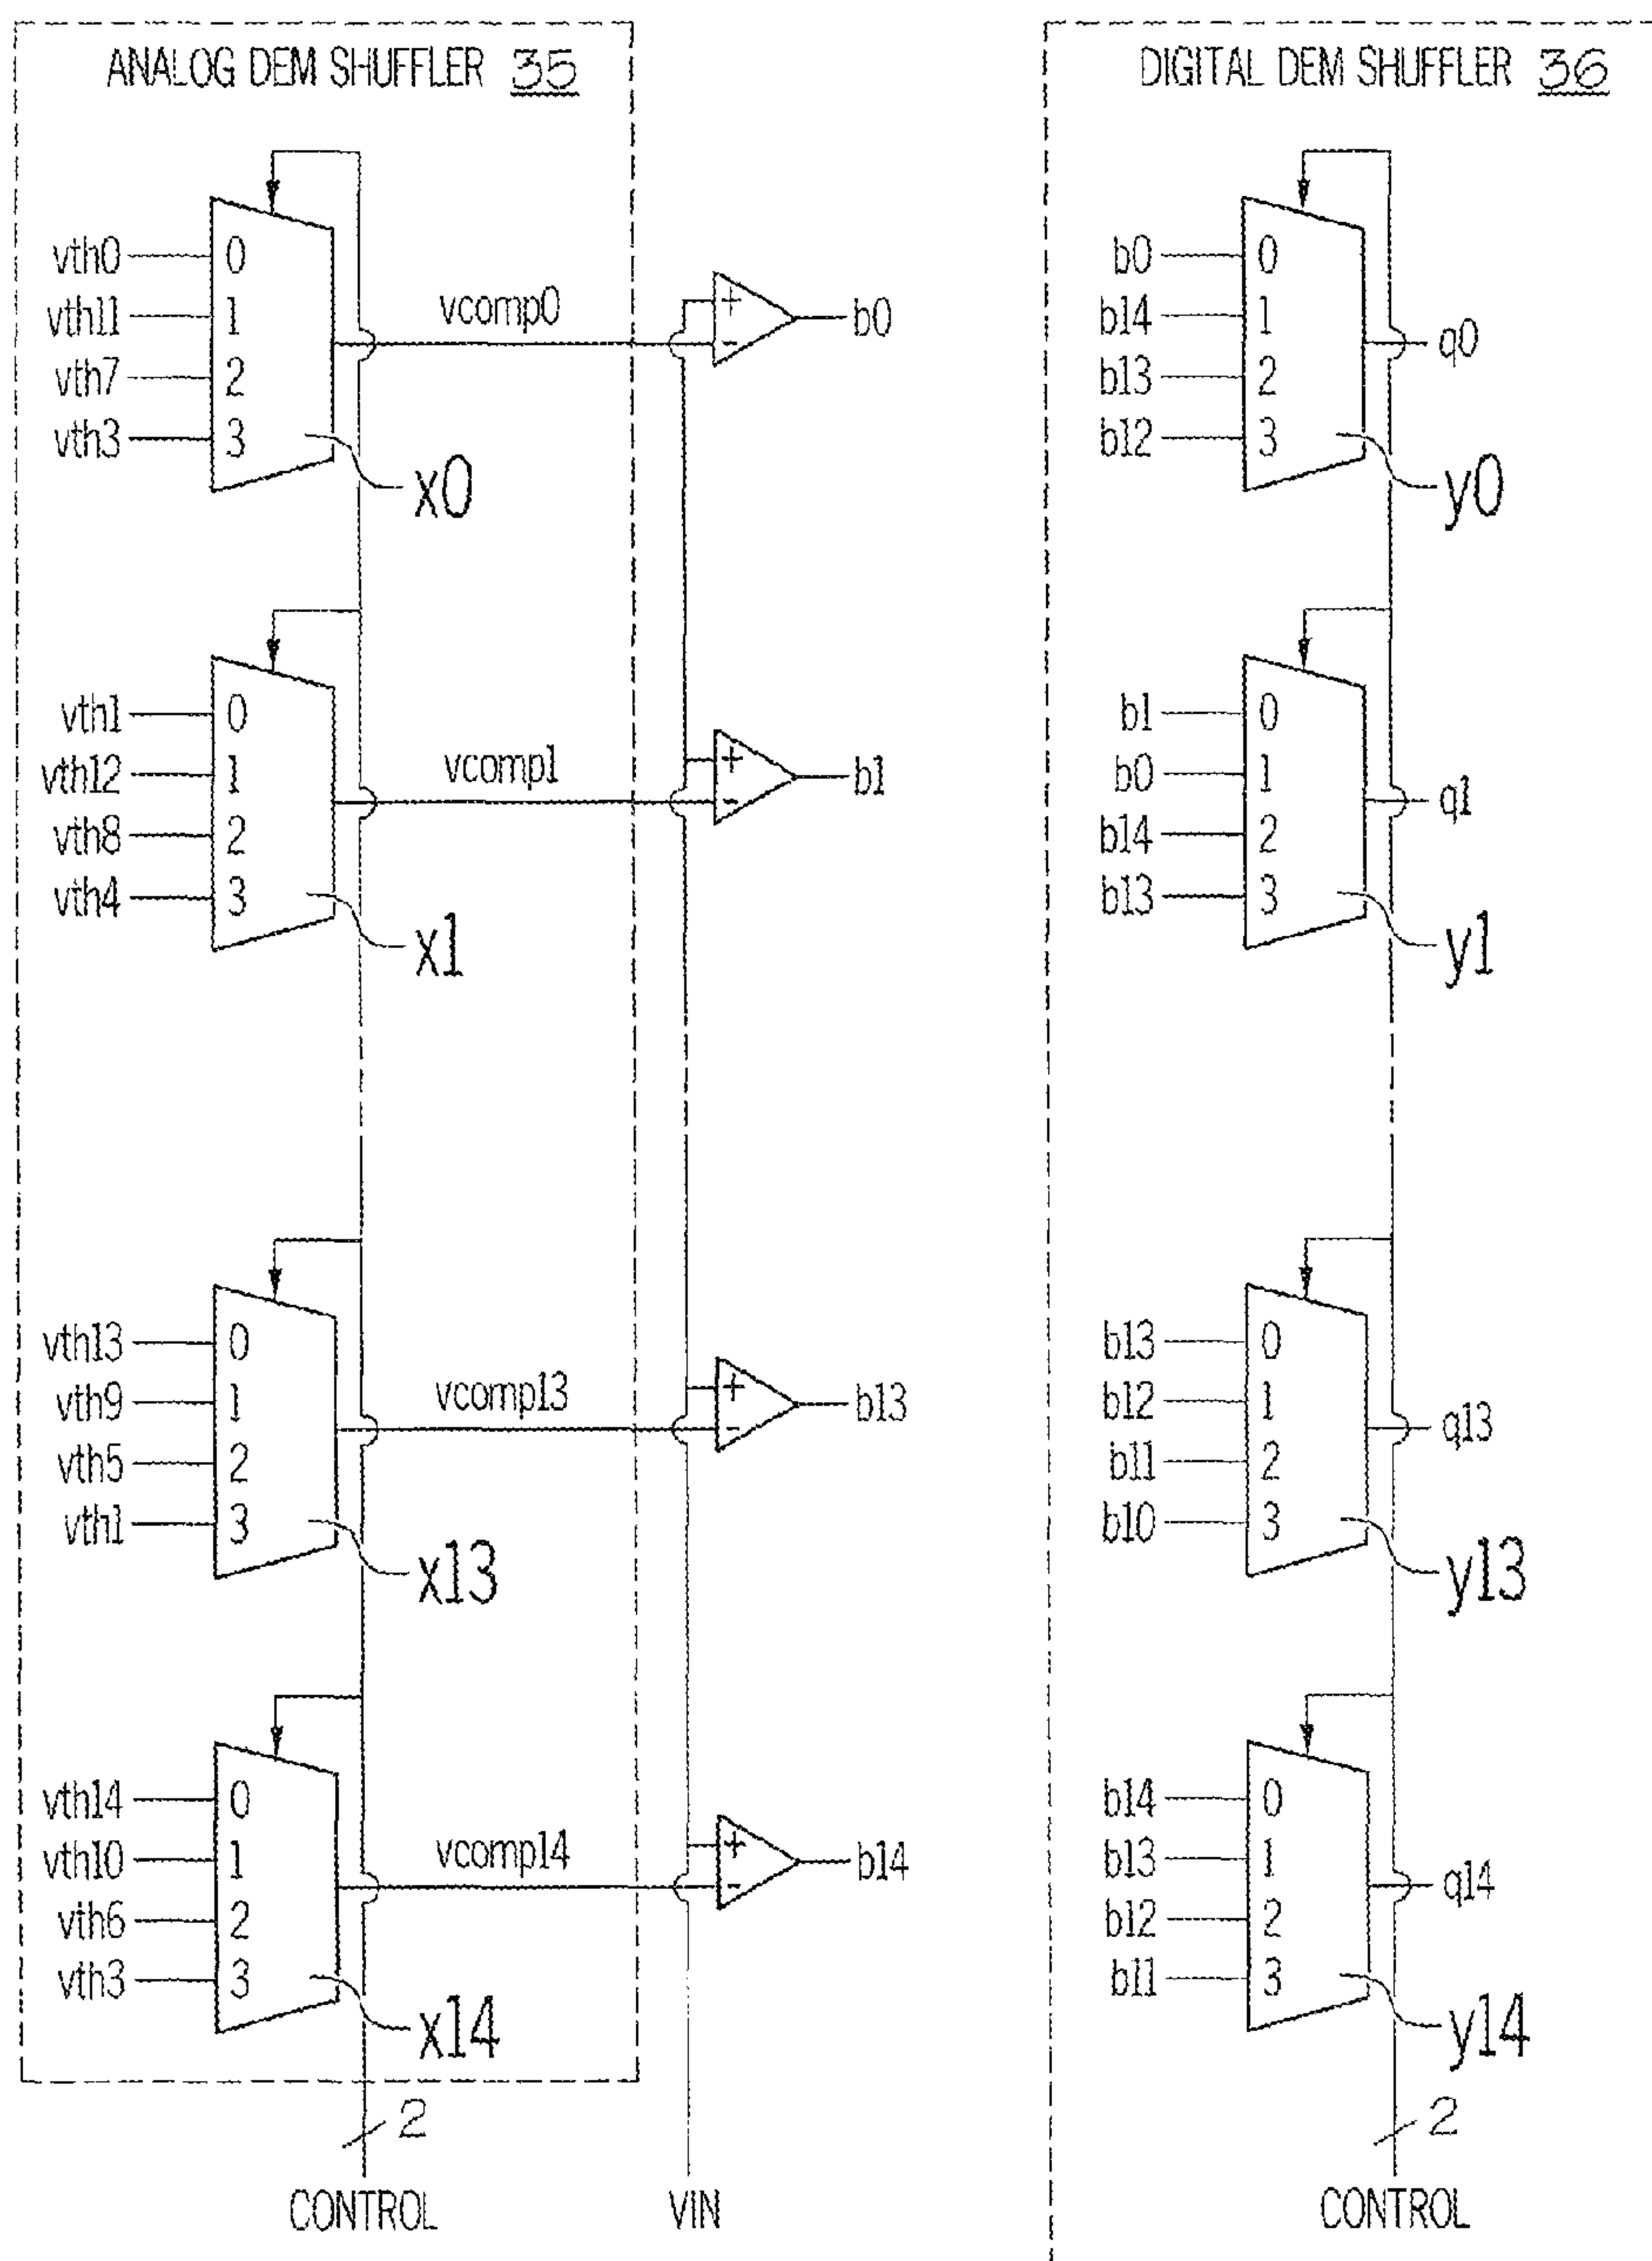 ANALOG DEM SHUFFLER 35
vth0 0
vth11 1
vth7 2
vth3 3
x0
vcomp0
+
-
b0
vth1 0
vth12 1
vth8 2
vth4 3
x1
vcomp1
+
-
b1
vth13 0
vth9 1
vth5 2
vth1 3
x13
vcomp13
+
-
b13
vth14 0
vth10 1
vth6 2
vth3 3
x14
vcomp14
+
-
b14
2
CONTROL
VIN
DIGITAL DEM SHUFFLER 36
b0 0
b14 1
b13 2
b12 3
y0
q0
b1 0
b0 1
b14 2
b13 3
y1
q1
b13 0
b12 1
b11 2
b10 3
y13
q13
b14 0
b13 1
b12 2
b11 3
y14
q14
2
CONTROL